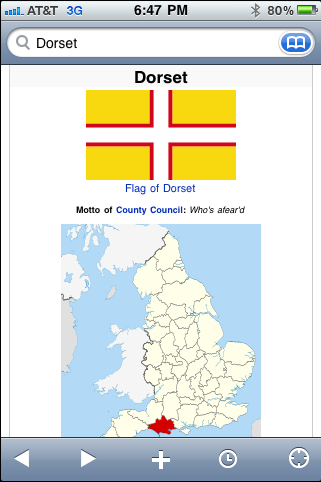 AT&T 3G 6:47 PM 80%
Dorset
Dorset
Flag of Dorset
Motto of County Council: Who's afear'd